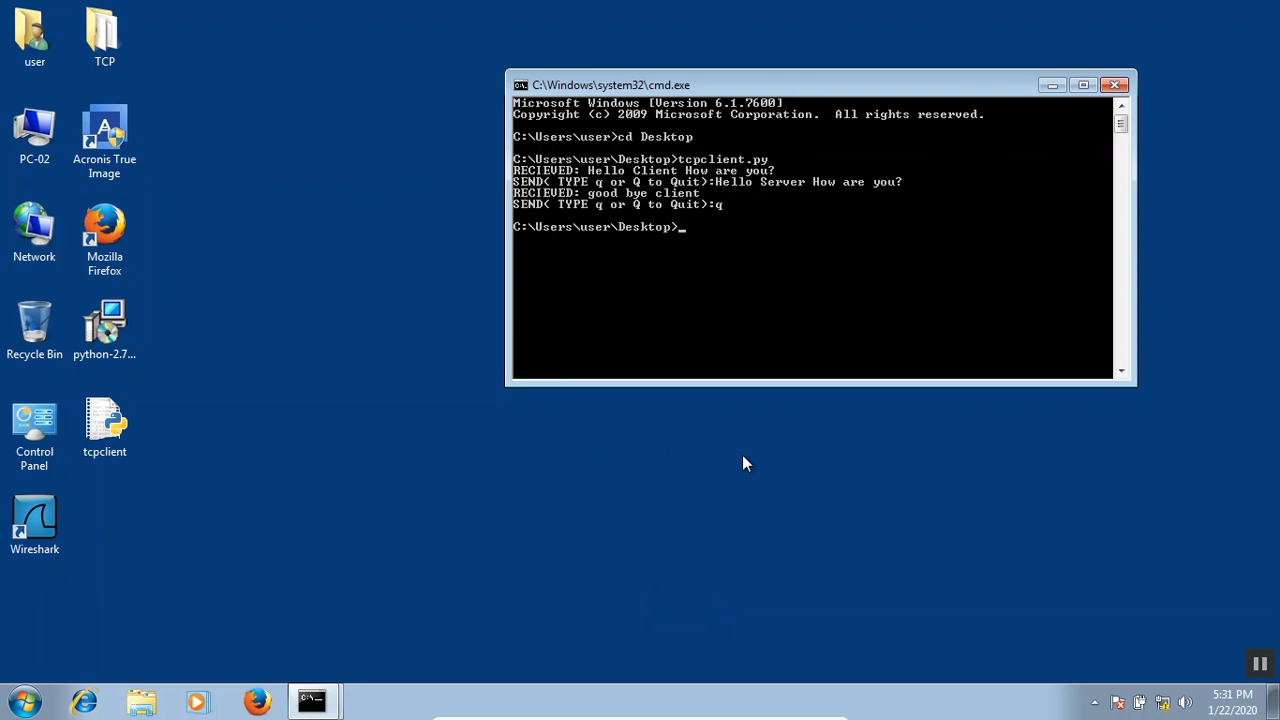 user
TCP
PC-02
Acronis True
Image
Network
Mozilla
Firefox
Recycle Bin
python-2.7...
Control
Panel
tcpclient
Wireshark
C:\Windows\system32\cmd.exe
Microsoft Windows [Version 6.1.7600]
Copyright (c) 2009 Microsoft Corporation.  All rights reserved.
C:\Users\user>cd Desktop
C:\Users\user\Desktop>tcpclient.py
RECIEVED: Hello Client How are you?
SEND( TYPE q or Q to Quit):Hello Server How are you?
RECIEVED: good bye client
SEND( TYPE q or Q to Quit):q
C:\Users\user\Desktop>_
5:31 PM
1/22/2020